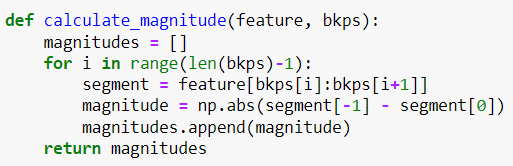 def calculate_magnitude(feature, bkps):
    magnitudes = []
    for i in range(len(bkps)-1):
        segment = feature[bkps[i]:bkps[i+1]]
        magnitude = np.abs(segment[-1] - segment[0])
        magnitudes.append(magnitude)
    return magnitudes